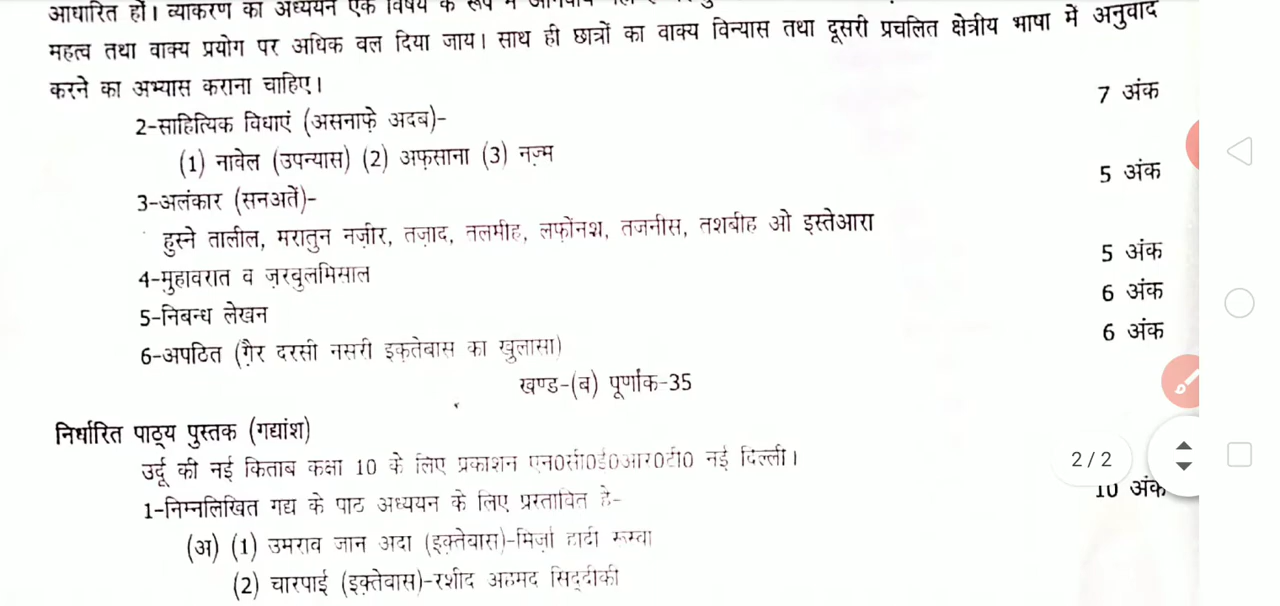 आधारित हों। व्याकरण का अध्ययन एक विषय के रूप में
महत्व तथा वाक्य प्रयोग पर अधिक बल दिया जाय। साथ ही छात्रों का वाक्य विन्यास तथा दूसरी प्रचलित क्षेत्रीय भाषा में अनुवाद
करने का अभ्यास कराना चाहिए।
2-साहित्यिक विधाएं (असनाफ़े अदब)- 7 अंक
(1) नावेल (उपन्यास) (2) अफ़साना (3) नज़्म
3-अलंकार (सनअतें)- 5 अंक
हुस्ने तालील, मरातुन नज़ीर, तज़ाद, तलमीह, लफ़ोंनश, तजनीस, तशबीह ओ इस्तेआरा
4-मुहावरात व ज़रबुलमिसाल 5 अंक
5-निबन्ध लेखन 6 अंक
6-अपठित (ग़ैर दरसी नसरी इक़तेबास का खुलासा) 6 अंक
खण्ड-(ब) पूर्णांक-35
निर्धारित पाठ्य पुस्तक (गद्यांश)
उर्दू की नई किताब कक्षा 10 के लिए प्रकाशन एन0सी0ई0आर0टी0 नई दिल्ली।
2/2
1-निम्नलिखित गद्य के पाठ अध्ययन के लिए प्रस्तावित है- 10 अंक
(अ) (1) उमराव जान अदा (इक़्तेबास)-मिर्ज़ा हादी रूस्वा
(2) चारपाई (इक़्तेबास)-रशीद अहमद सिद्दीकी